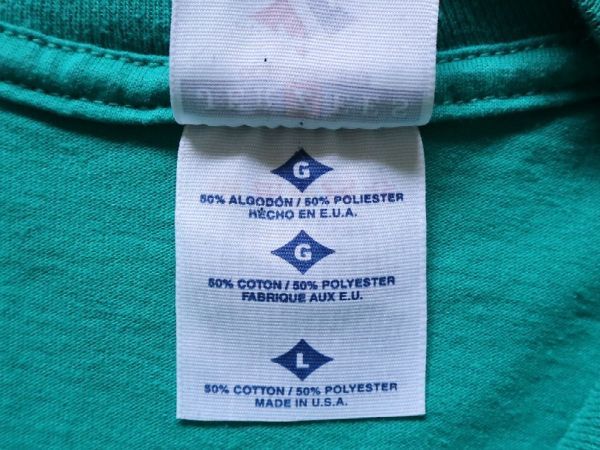 G
50% ALGODÓN / 50% POLIESTER
HECHO EN E.U.A.
G
50% COTON / 50% POLYESTER
FABRIQUE AUX E.U.
L
50% COTTON / 50% POLYESTER
MADE IN U.S.A.